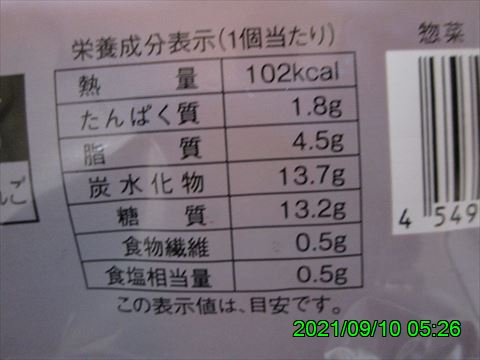 栄養成分表示(1個当たり)
惣菜
熱量 102kcal
たんぱく質 1.8g
脂質 4.5g
炭水化物 13.7g
糖質 13.2g
食物繊維 0.5g
食塩相当量 0.5g
この表示値は、目安です。
4 549
2021/09/10 05:26